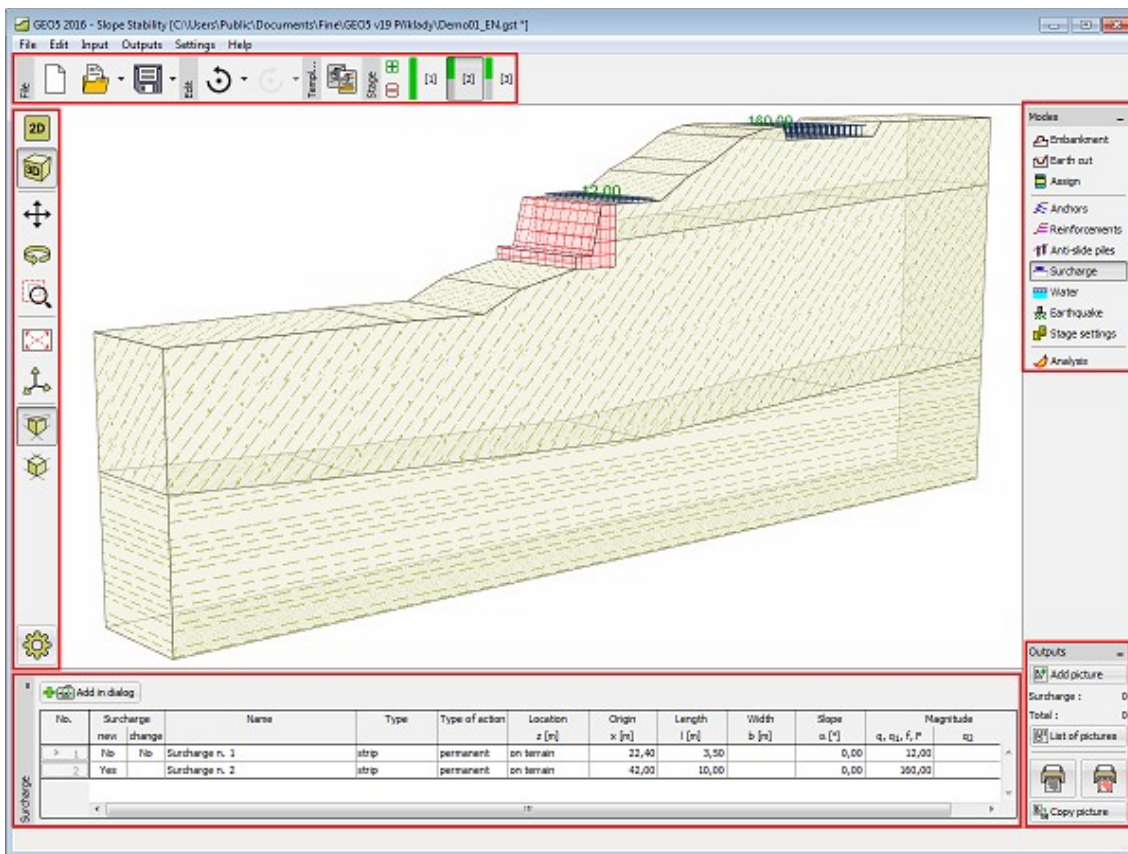 GEO5 2016 - Slope Stability [C:\Users\Public\Documents\Fine\GEO5 v19 Příklady\Demo01_EN.gst *]
File Edit Input Outputs Settings Help
File
Edit
Templ...
Stage
[1] [2] [3]
2D
3D
160,00
12,00
Modes
Embankment
Earth cut
Assign
Anchors
Reinforcements
Anti-slide piles
Surcharge
Water
Earthquake
Stage settings
Analysis
Outputs
Add picture
Surcharge : 0
Total : 0
List of pictures
Copy picture
Surcharge
Add in dialog
No. Surcharge Name Type Type of action Location Origin Length Width Slope Magnitude
new change z [m] x [m] l [m] b [m] α [°] q, q1, f, F q2
1 No No Surcharge n. 1 strip permanent on terrain 22,40 3,50 0,00 12,00
2 Yes Surcharge n. 2 strip permanent on terrain 42,00 10,00 0,00 160,00